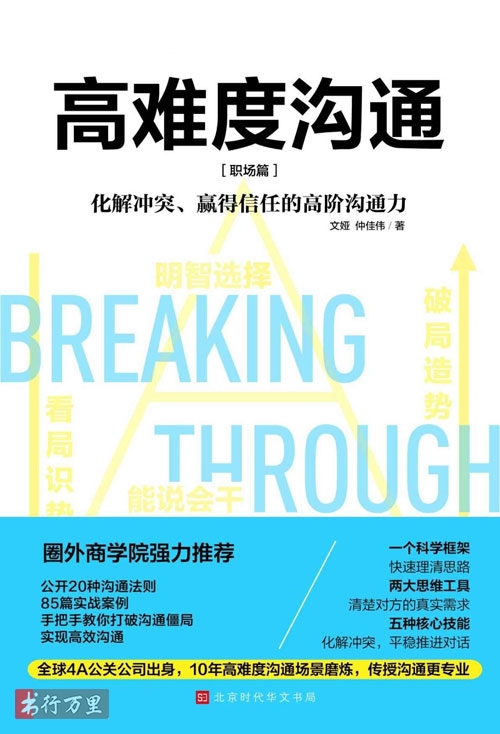 高难度沟通
[职场篇]
化解冲突、赢得信任的高阶沟通力
文娅 仲佳伟/著
明智选择
破局造势
BREAKING
看局识势
THROUGH
能说会干
圈外商学院强力推荐
公开20种沟通法则
85篇实战案例
手把手教你打破沟通僵局
实现高效沟通
一个科学框架
快速理清思路
两大思维工具
清楚对方的真实需求
五种核心技能
化解冲突，平稳推进对话
全球4A公关公司出身，10年高难度沟通场景磨炼，传授沟通更专业
北京时代华文书局
书行万里